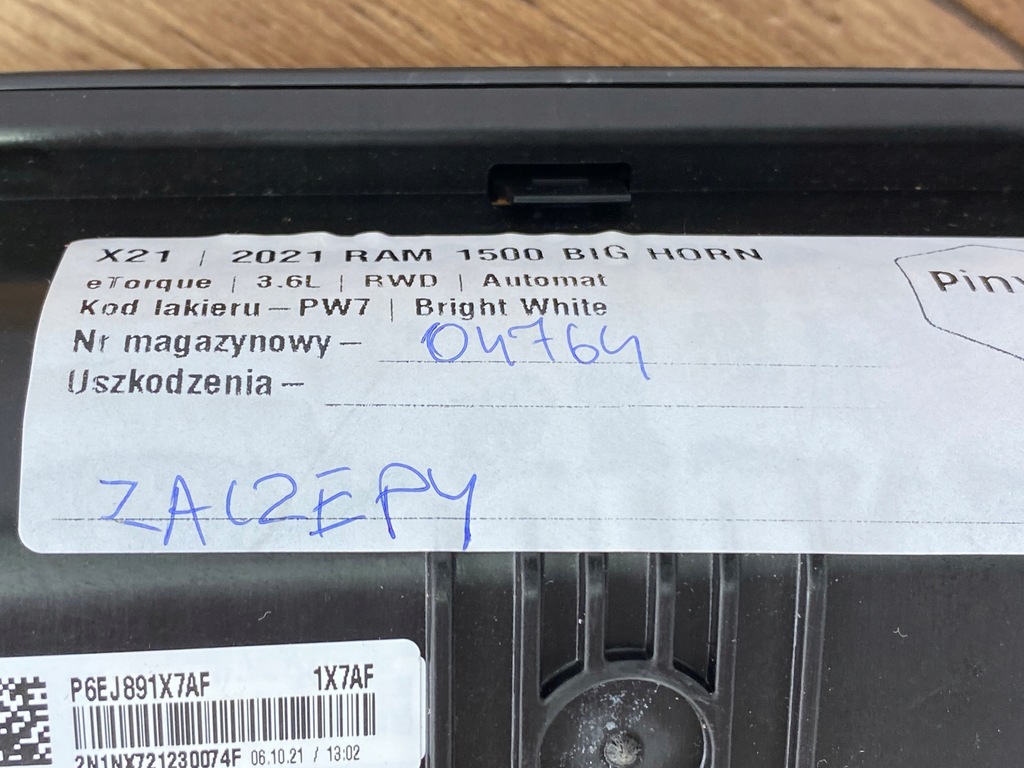 X21 | 2021 RAM 1500 BIG HORN
eTorque | 3.6L | RWD | Automat
Kod lakieru – PW7 | Bright White
Nr magazynowy – 04764
Uszkodzenia –
ZACZEPY
P6EJ891X7AF 1X7AF
2N1NX721230074F 06.10.21 / 13:02